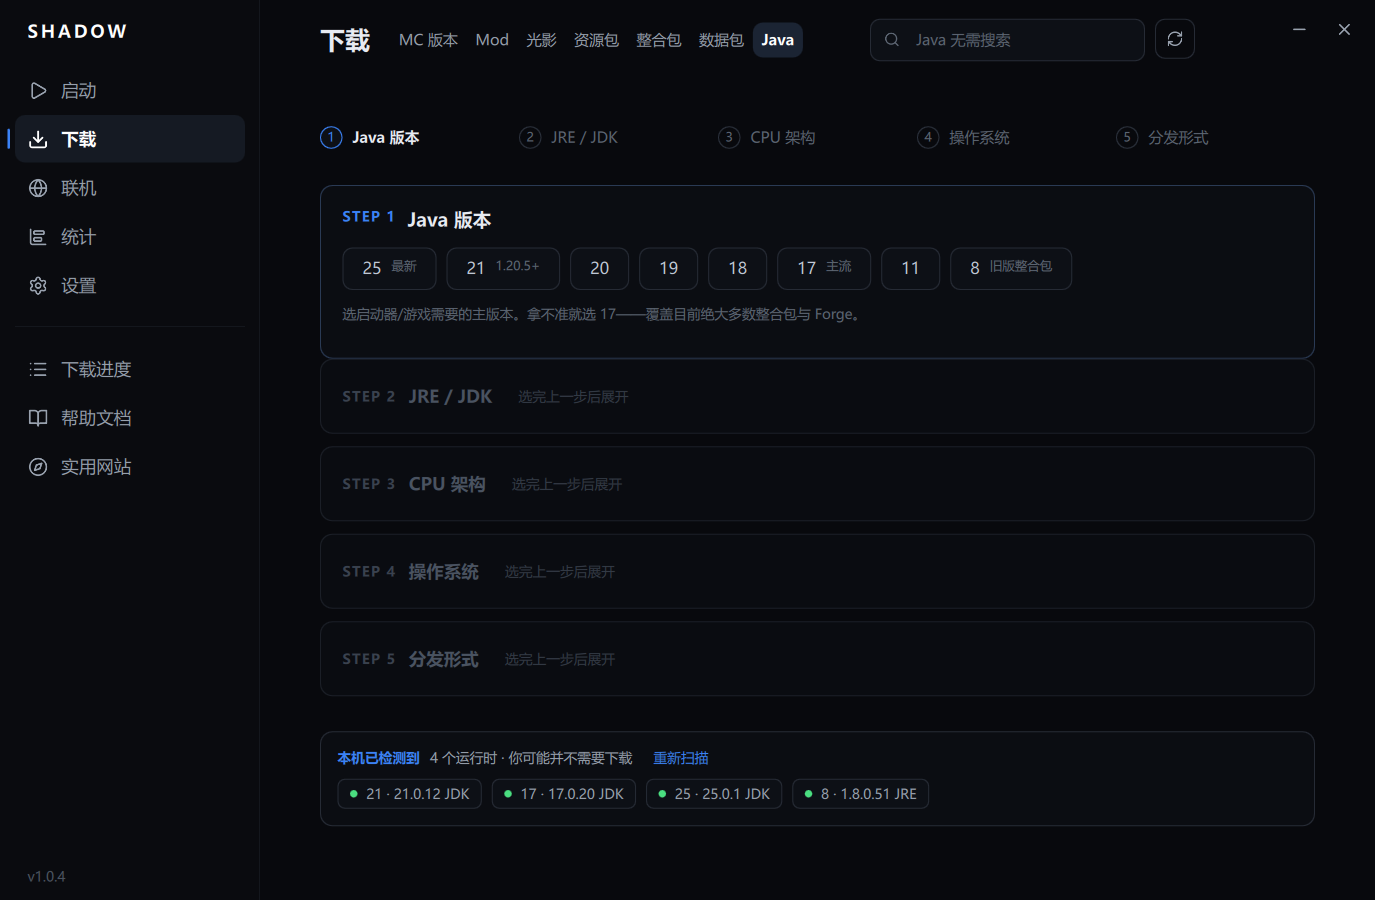 SHADOW
启动
下载
联机
统计
设置
下载进度
帮助文档
实用网站
v1.0.4
下载 MC 版本 Mod 光影 资源包 整合包 数据包 Java
Java 无需搜索
1 Java 版本 2 JRE / JDK 3 CPU 架构 4 操作系统 5 分发形式
STEP 1 Java 版本
25 最新 21 1.20.5+ 20 19 18 17 主流 11 8 旧版整合包
选启动器/游戏需要的主版本。拿不准就选 17——覆盖目前绝大多数整合包与 Forge。
STEP 2 JRE / JDK 选完上一步后展开
STEP 3 CPU 架构 选完上一步后展开
STEP 4 操作系统 选完上一步后展开
STEP 5 分发形式 选完上一步后展开
本机已检测到 4 个运行时 · 你可能并不需要下载 重新扫描
21 · 21.0.12 JDK 17 · 17.0.20 JDK 25 · 25.0.1 JDK 8 · 1.8.0.51 JRE